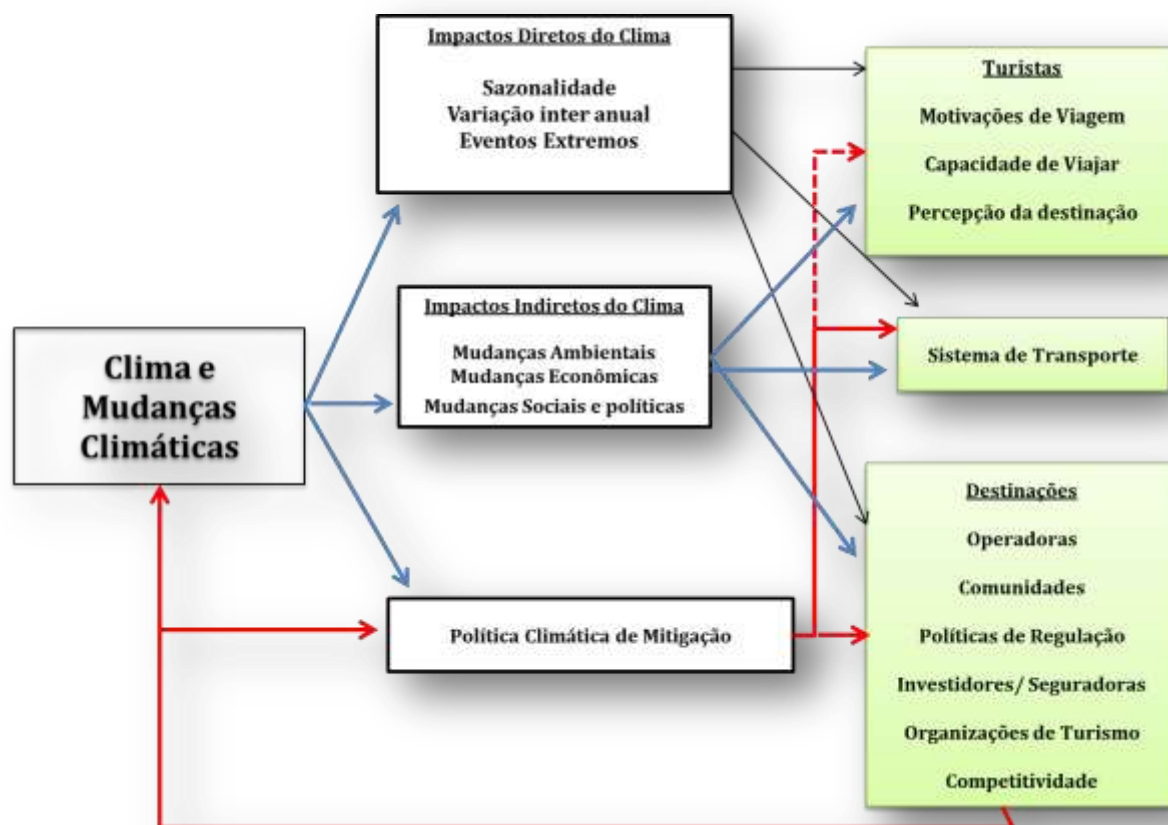 Impactos Diretos do Clima
Sazonalidade
Variação inter anual
Eventos Extremos
Turistas
Motivações de Viagem
Capacidade de Viajar
Percepção da destinação
Impactos Indiretos do Clima
Mudanças Ambientais
Mudanças Econômicas
Mudanças Sociais e políticas
Clima e
Mudanças
Climáticas
Sistema de Transporte
Política Climática de Mitigação
Destinações
Operadoras
Comunidades
Políticas de Regulação
Investidores/ Seguradoras
Organizações de Turismo
Competitividade